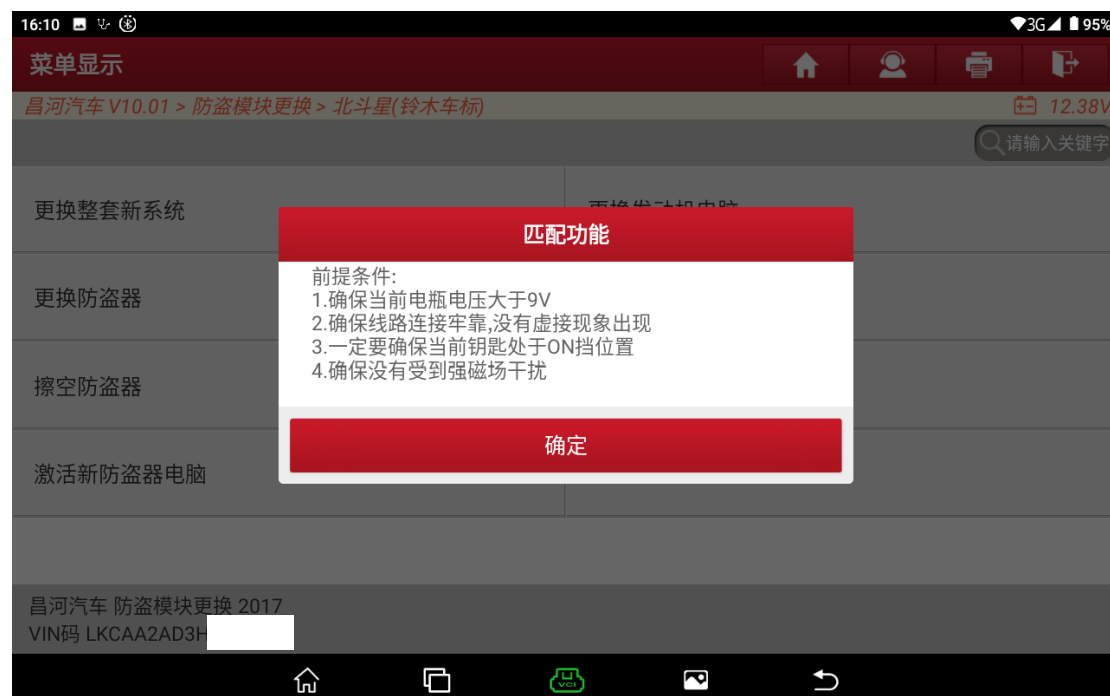 16:10
3G 95%
菜单显示
昌河汽车 V10.01 > 防盗模块更换 > 北斗星(铃木车标)
12.38V
请输入关键字
更换整套新系统
更换发动机电脑
匹配功能
前提条件:
1.确保当前电瓶电压大于9V
2.确保线路连接牢靠,没有虚接现象出现
3.一定要确保当前钥匙处于ON挡位置
4.确保没有受到强磁场干扰
更换防盗器
擦空防盗器
确定
激活新防盗器电脑
昌河汽车 防盗模块更换 2017
VIN码 LKCAA2AD3H
VCI